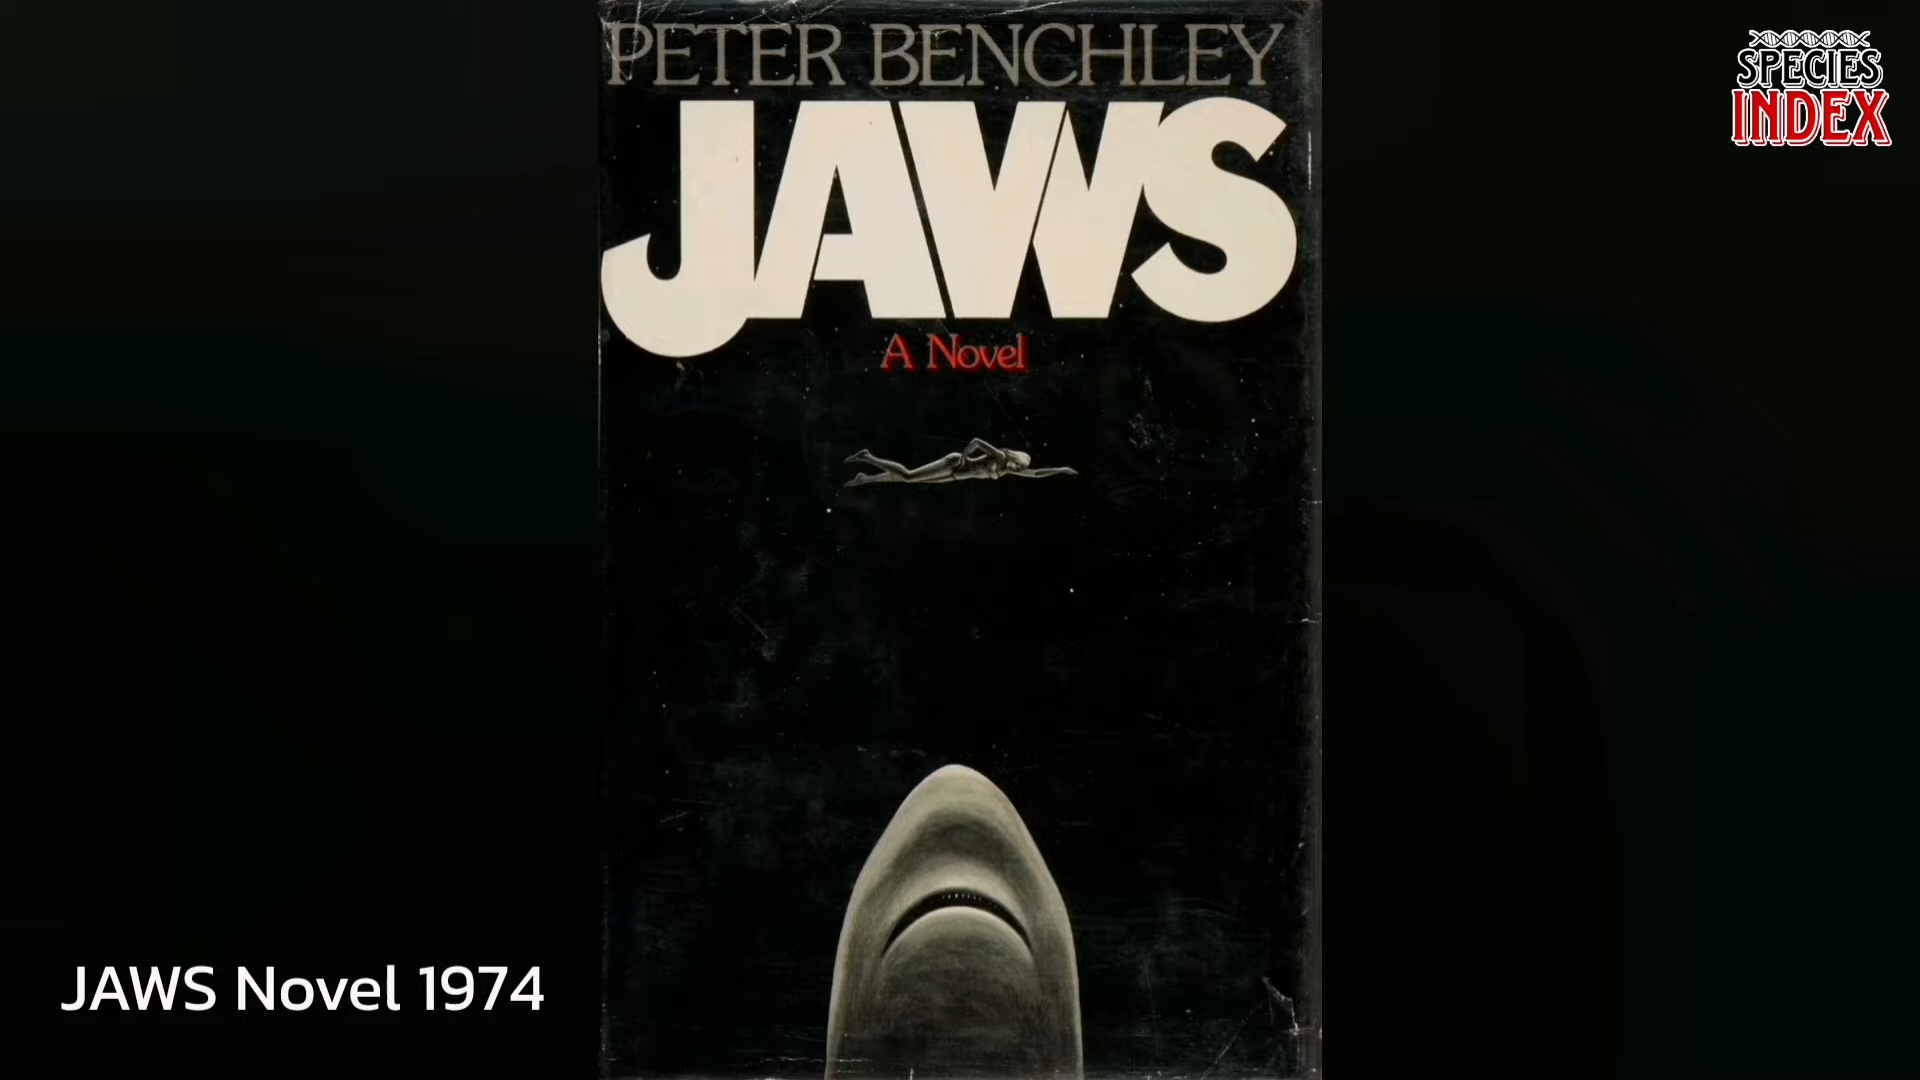 PETER BENCHLEY
JAWS
A Novel
SPECIES
INDEX
JAWS Novel 1974